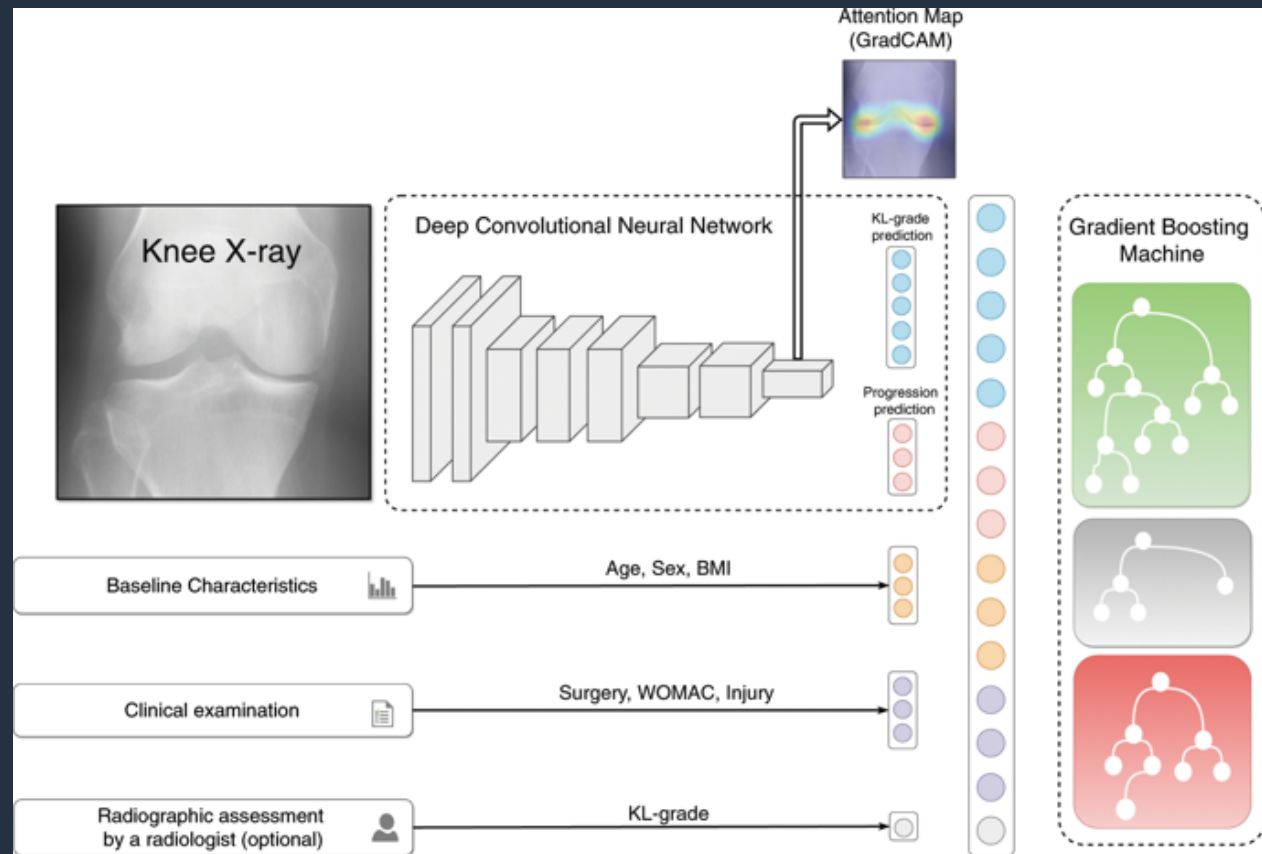 Attention Map
(GradCAM)
Knee X-ray
Deep Convolutional Neural Network
KL-grade
prediction
Progression
prediction
Gradient Boosting
Machine
Baseline Characteristics
Age, Sex, BMI
Clinical examination
Surgery, WOMAC, Injury
Radiographic assessment
by a radiologist (optional)
KL-grade